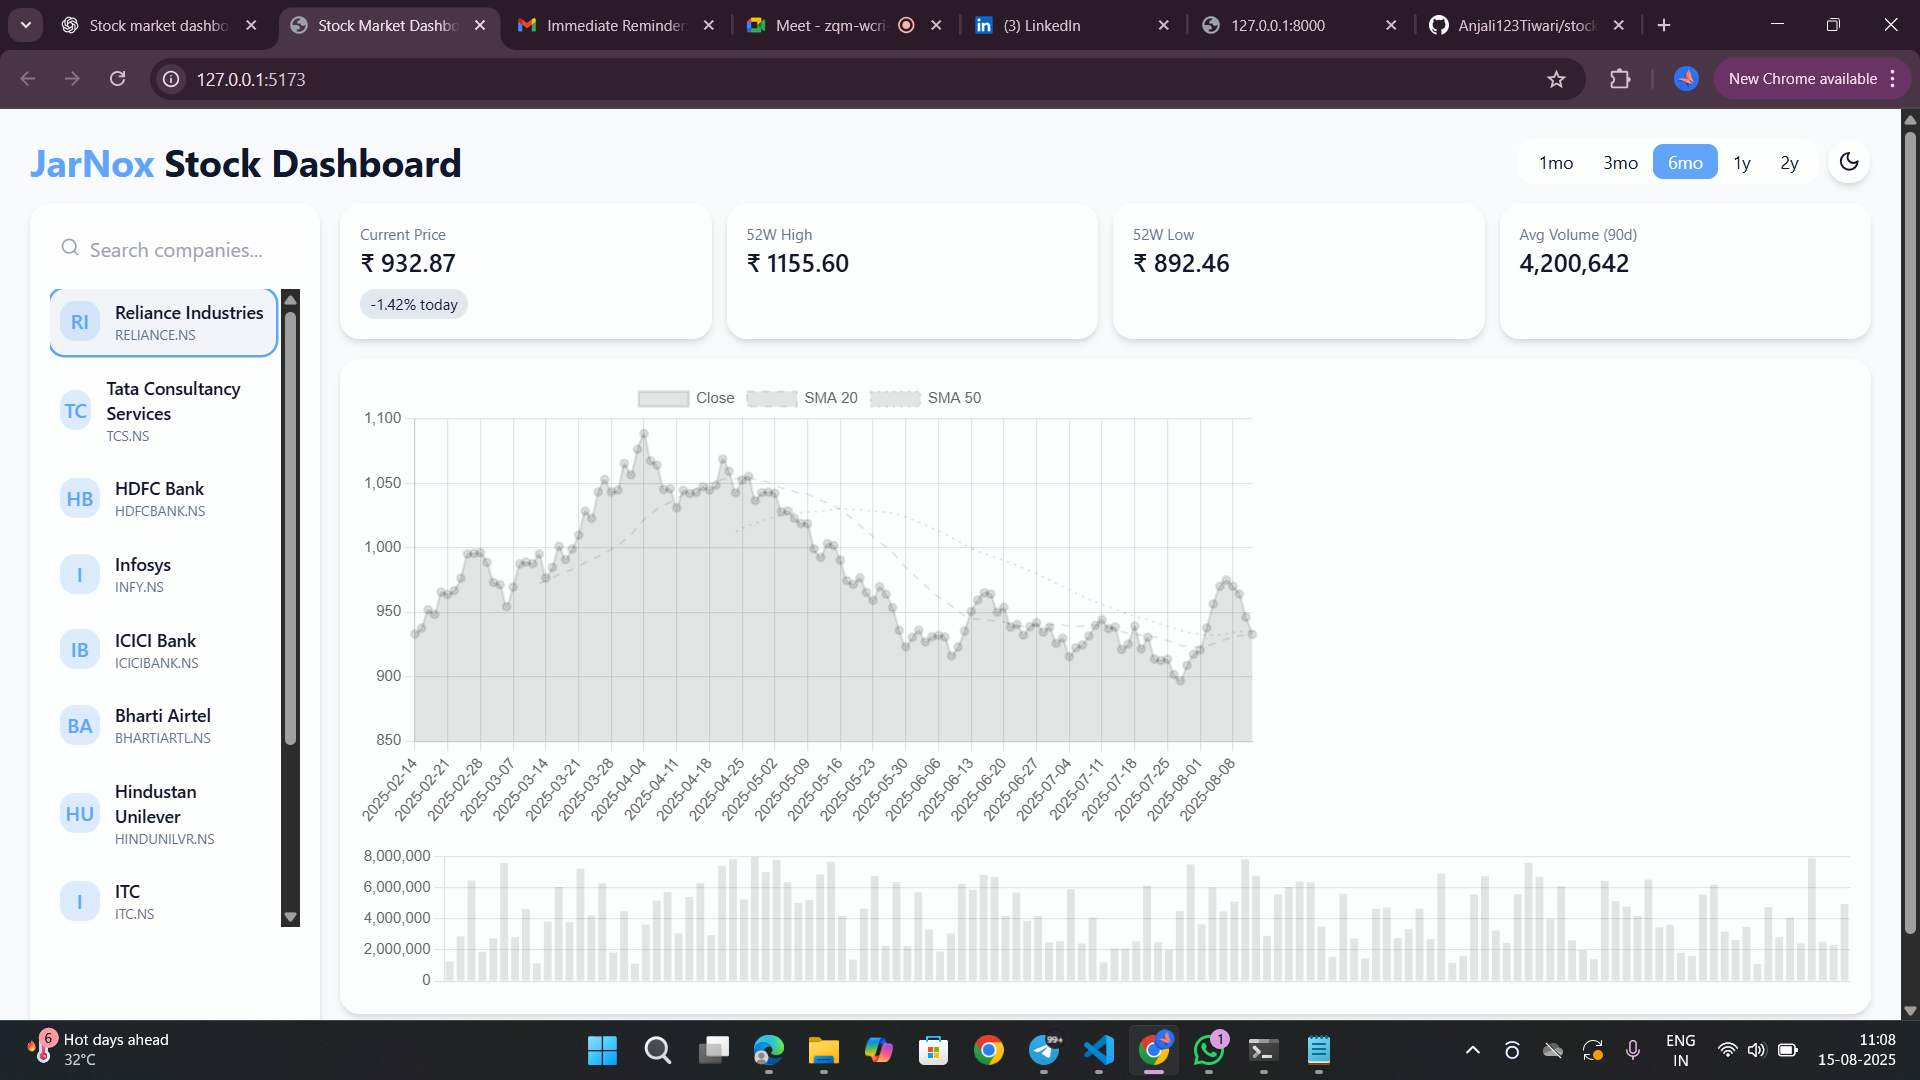 Stock market dashbo
Stock Market Dashbo
Immediate Reminder:
Meet - zqm-wcri-
(3) LinkedIn
127.0.0.1:8000
Anjali123Tiwari/stock
127.0.0.1:5173
New Chrome available
JarNox Stock Dashboard
1mo 3mo 6mo 1y 2y
Search companies...
RI
Reliance Industries
RELIANCE.NS
TC
Tata Consultancy
Services
TCS.NS
HB
HDFC Bank
HDFCBANK.NS
I
Infosys
INFY.NS
IB
ICICI Bank
ICICIBANK.NS
BA
Bharti Airtel
BHARTIARTL.NS
HU
Hindustan
Unilever
HINDUNILVR.NS
I
ITC
ITC.NS
Current Price
₹ 932.87
-1.42% today
52W High
₹ 1155.60
52W Low
₹ 892.46
Avg Volume (90d)
4,200,642
Close SMA 20 SMA 50
1,100
1,050
1,000
950
900
850
2025-02-14
2025-02-21
2025-02-28
2025-03-07
2025-03-14
2025-03-21
2025-03-28
2025-04-04
2025-04-11
2025-04-18
2025-04-25
2025-05-02
2025-05-09
2025-05-16
2025-05-23
2025-05-30
2025-06-06
2025-06-13
2025-06-20
2025-06-27
2025-07-04
2025-07-11
2025-07-18
2025-07-25
2025-08-01
2025-08-08
8,000,000
6,000,000
4,000,000
2,000,000
0
6
Hot days ahead
32°C
99+
1
ENG
IN
11:08
15-08-2025